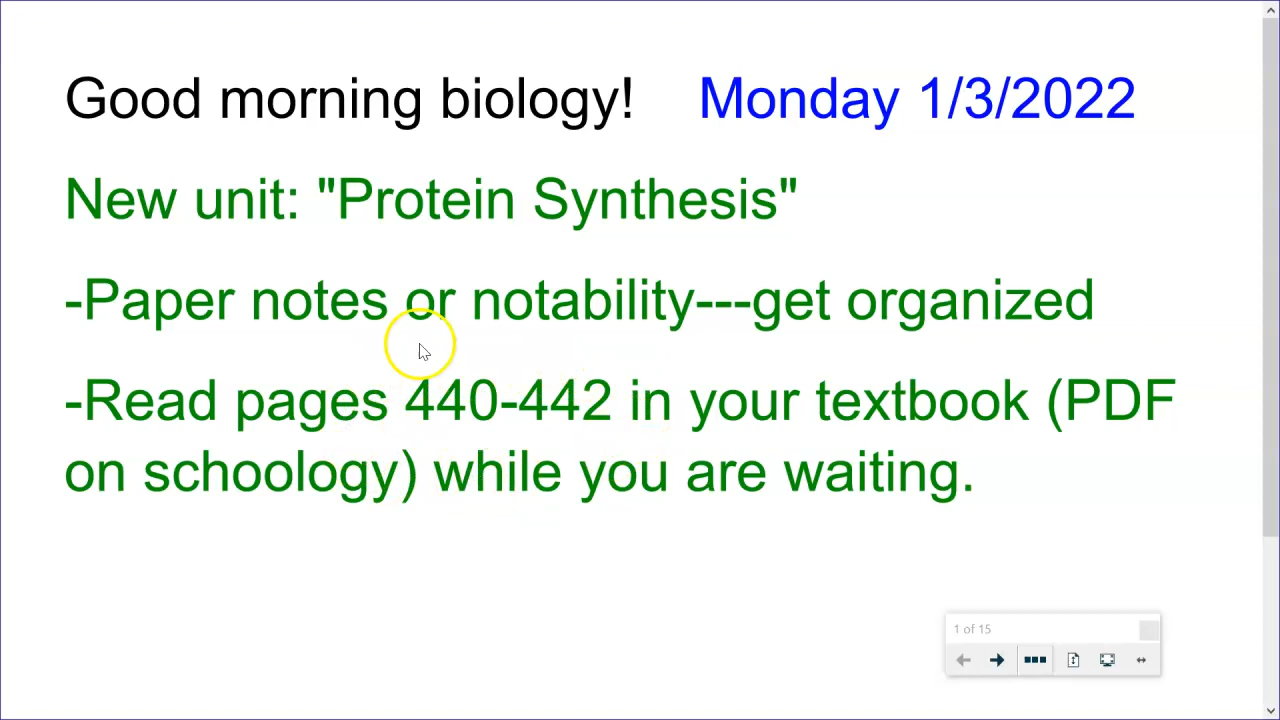 Good morning biology! Monday 1/3/2022
New unit: "Protein Synthesis"
-Paper notes or notability---get organized
-Read pages 440-442 in your textbook (PDF
on schoology) while you are waiting.
1 of 15